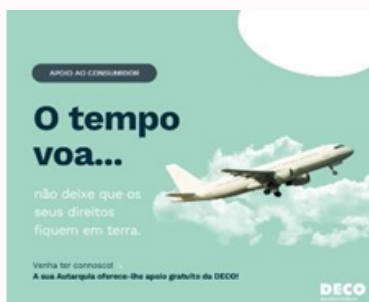 APOIO AO CONSUMIDOR
O tempo
voa...
não deixe que os
seus direitos
fiquem em terra.
Venha ter connosco!
A sua Autarquia oferece-lhe apoio gratuito da DECO!
DECO